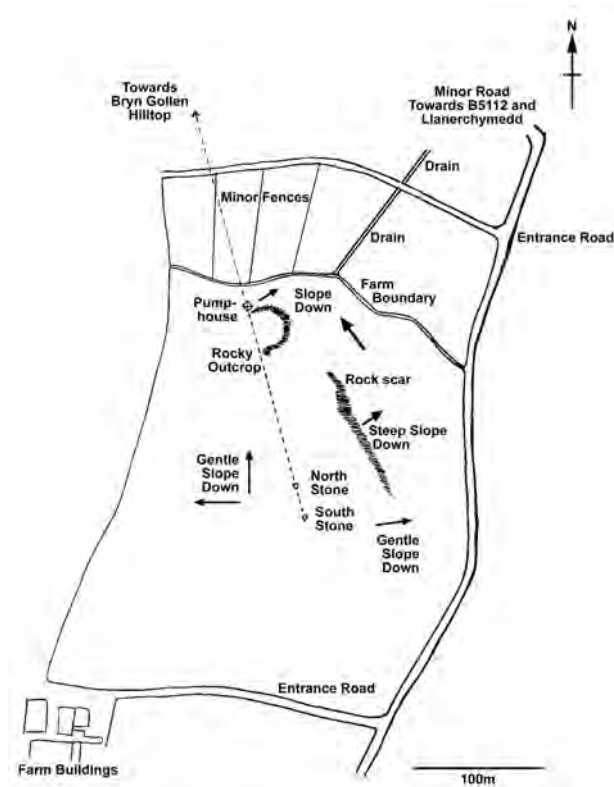 N
Towards
Bryn Gollen
Hilltop
Minor Road
Towards B5112 and
Llanerchymedd
Drain
Minor Fences
Entrance Road
Drain
Farm
Boundary
Slope
Down
Pump-
house
Rocky
Outcrop
Rock scar
Steep Slope
Down
Gentle
Slope
Down
North
Stone
South
Stone
Gentle
Slope
Down
Entrance Road
Farm Buildings
100m